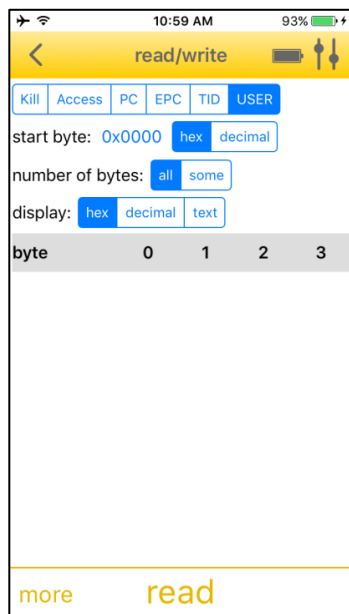 10:59 AM 93%
read/write
Kill Access PC EPC TID USER
start byte: 0x0000 hex decimal
number of bytes: all some
display: hex decimal text
byte 0 1 2 3
more read